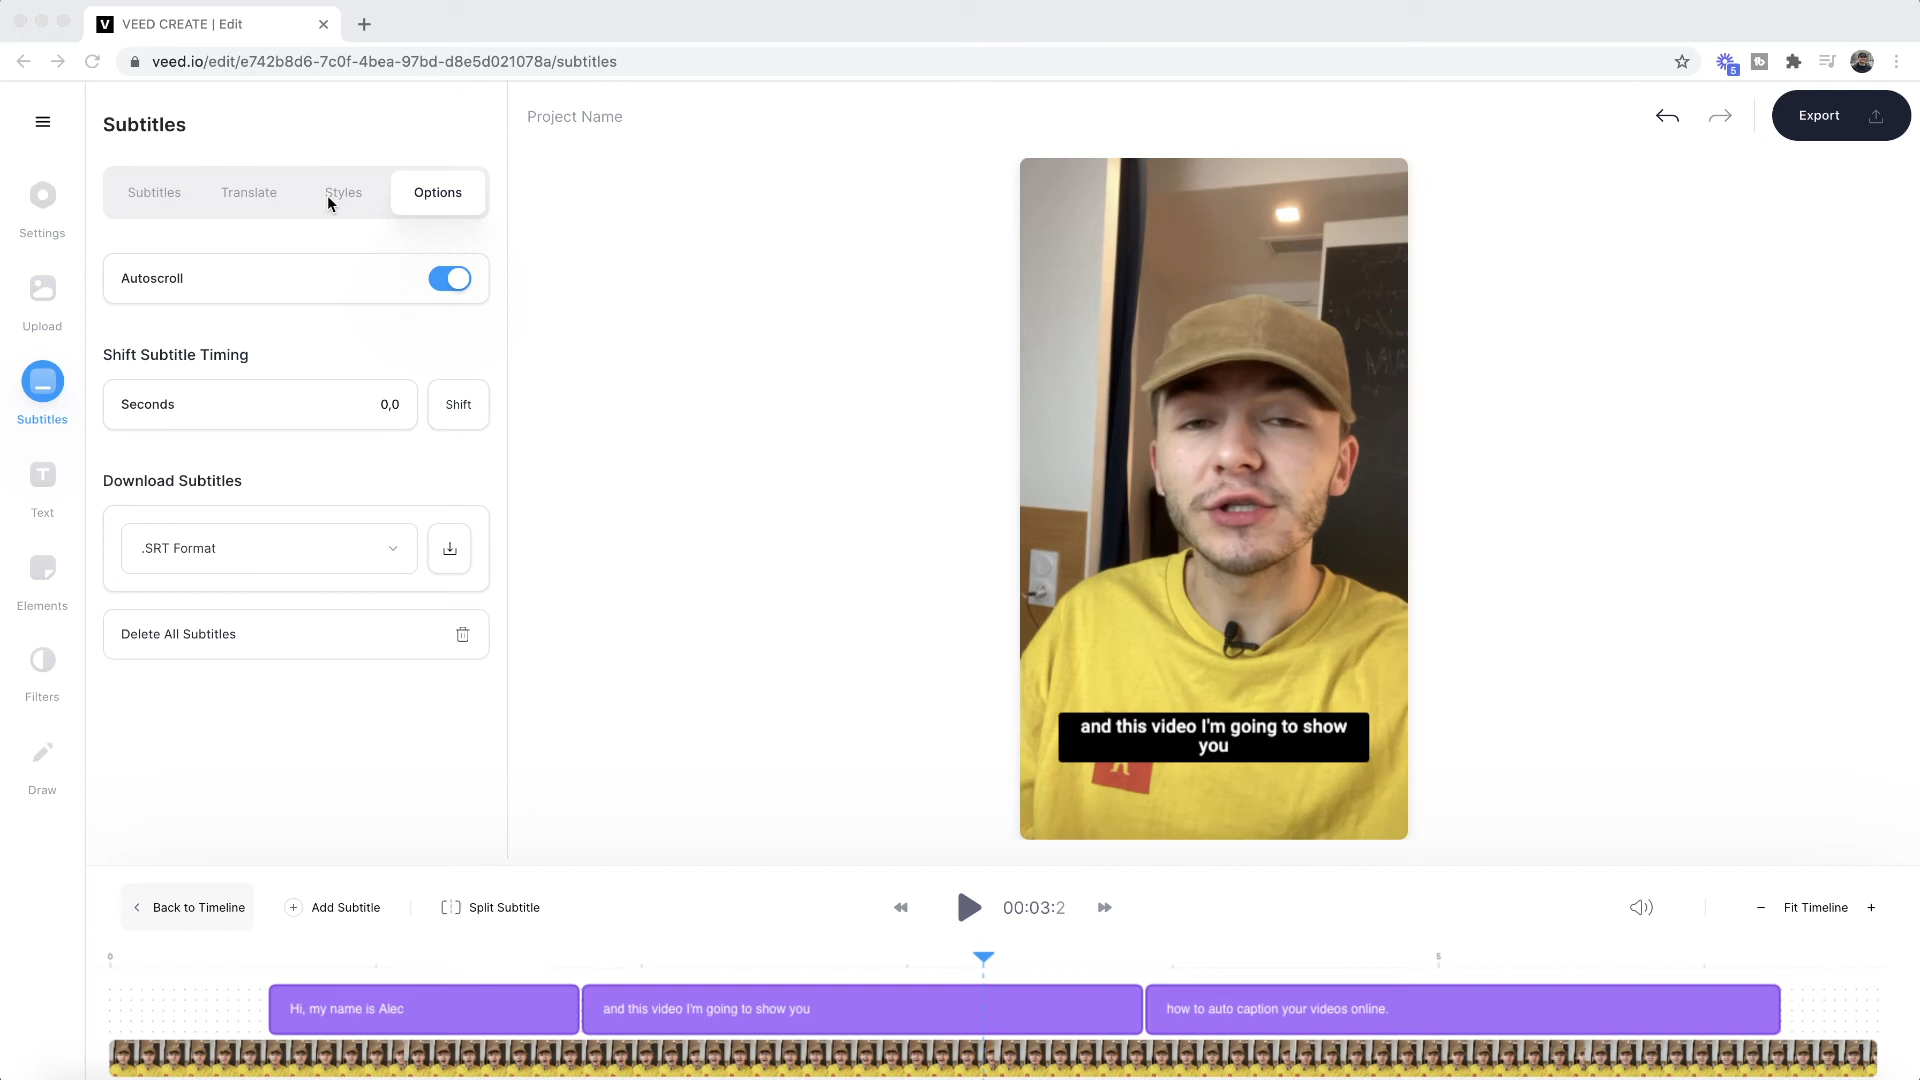 VEED CREATE | Edit
veed.io/edit/e742b8d6-7c0f-4bea-97bd-d8e5d021078a/subtitles
5
Subtitles
Project Name
Export
Subtitles
Translate
Styles
Options
Settings
Autoscroll
Upload
Shift Subtitle Timing
Seconds
0,0
Shift
Subtitles
Download Subtitles
Text
.SRT Format
Elements
Delete All Subtitles
Filters
Draw
and this video I'm going to show
you
Back to Timeline
Add Subtitle
Split Subtitle
00:03:2
Fit Timeline
0
5
Hi, my name is Alec
and this video I'm going to show you
how to auto caption your videos online.